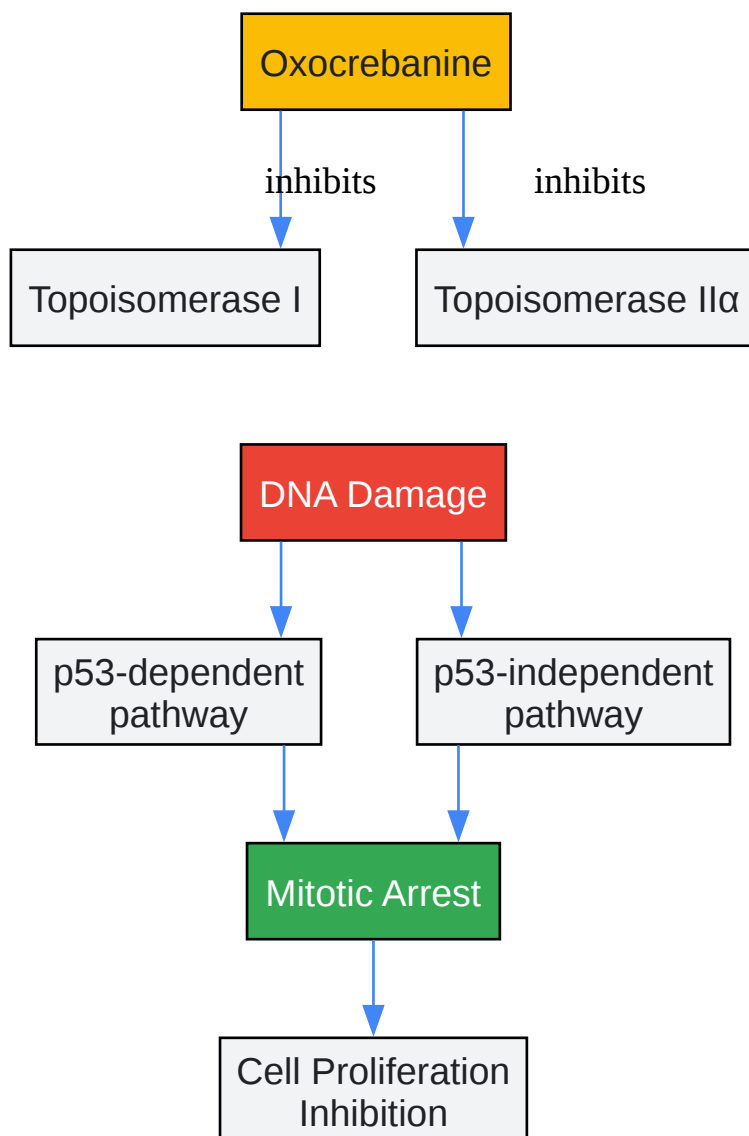 Oxocrebanine
inhibits
inhibits
Topoisomerase I
Topoisomerase IIα
DNA Damage
p53-dependent
pathway
p53-independent
pathway
Mitotic Arrest
Cell Proliferation
Inhibition